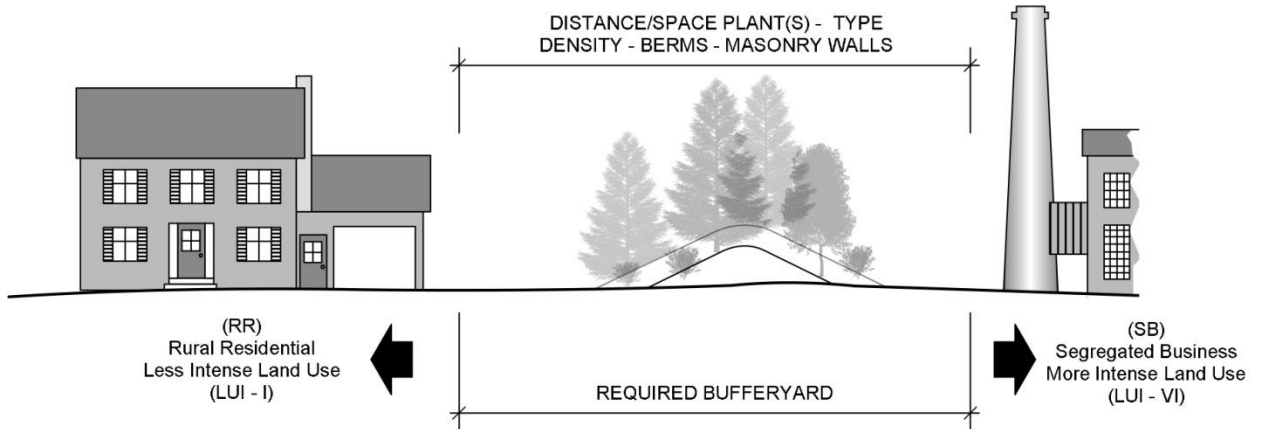 DISTANCE/SPACE PLANT(S) - TYPE
DENSITY - BERMS - MASONRY WALLS
(RR)
Rural Residential
Less Intense Land Use
(LUI - I)
REQUIRED BUFFERYARD
(SB)
Segregated Business
More Intense Land Use
(LUI - VI)